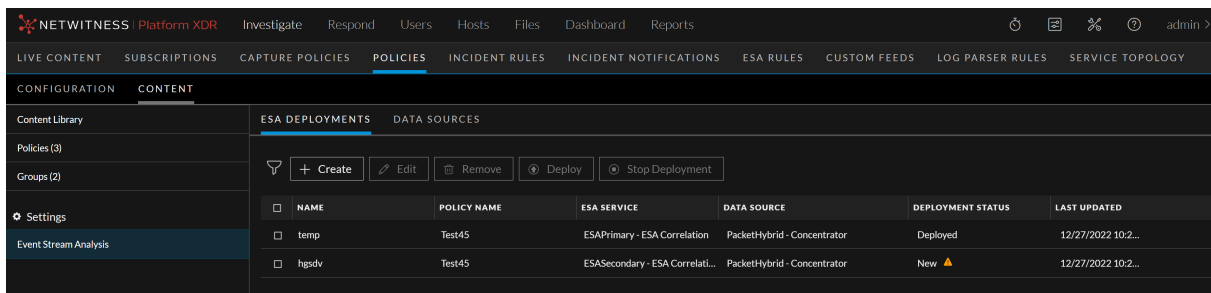 NETWITNESS | Platform XDR Investigate Respond Users Hosts Files Dashboard Reports admin >
LIVE CONTENT SUBSCRIPTIONS CAPTURE POLICIES POLICIES INCIDENT RULES INCIDENT NOTIFICATIONS ESA RULES CUSTOM FEEDS LOG PARSER RULES SERVICE TOPOLOGY
CONFIGURATION CONTENT
Content Library
Policies (3)
Groups (2)
Settings
Event Stream Analysis
ESA DEPLOYMENTS DATA SOURCES
+ Create Edit Remove Deploy Stop Deployment
NAME POLICY NAME ESA SERVICE DATA SOURCE DEPLOYMENT STATUS LAST UPDATED
temp Test45 ESAPrimary - ESA Correlation PacketHybrid - Concentrator Deployed 12/27/2022 10:2...
hgsdv Test45 ESASecondary - ESA Correlati... PacketHybrid - Concentrator New 12/27/2022 10:2...